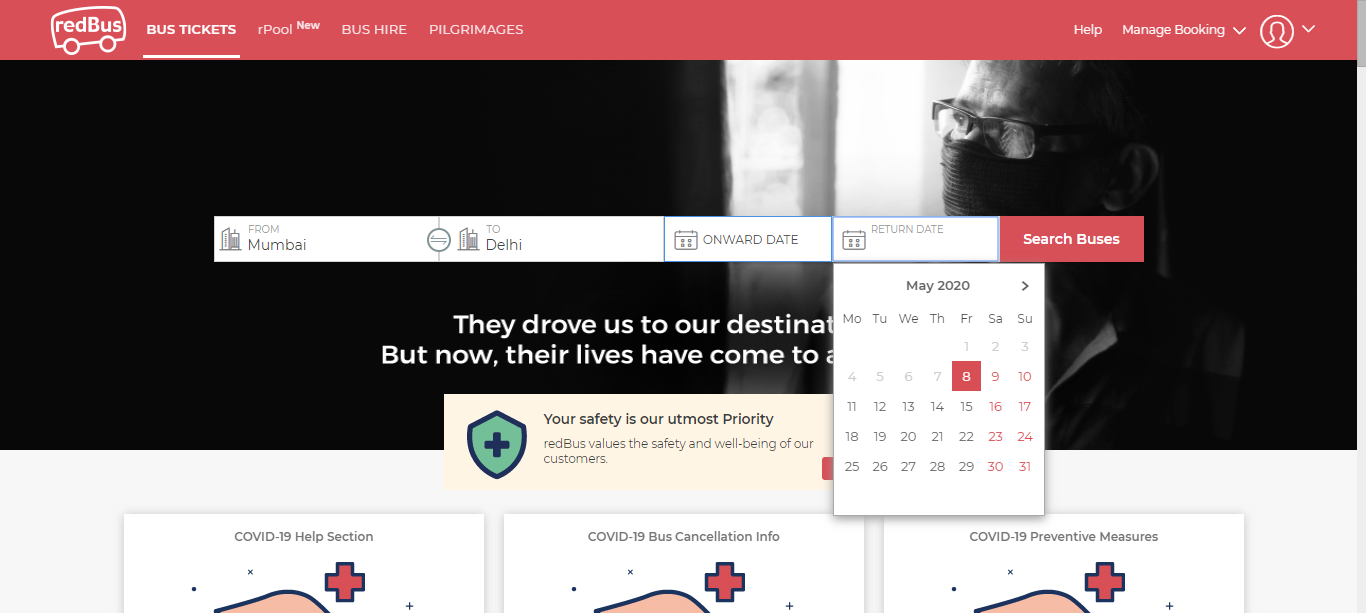 redBus
BUS TICKETS
rPool New
BUS HIRE
PILGRIMAGES
Help
Manage Booking
FROM
Mumbai
TO
Delhi
ONWARD DATE
RETURN DATE
Search Buses
May 2020
Mo Tu We Th Fr Sa Su
1 2 3
4 5 6 7 8 9 10
11 12 13 14 15 16 17
18 19 20 21 22 23 24
25 26 27 28 29 30 31
They drove us to our destinat
But now, their lives have come to a
Your safety is our utmost Priority
redBus values the safety and well-being of our
customers.
COVID-19 Help Section
COVID-19 Bus Cancellation Info
COVID-19 Preventive Measures